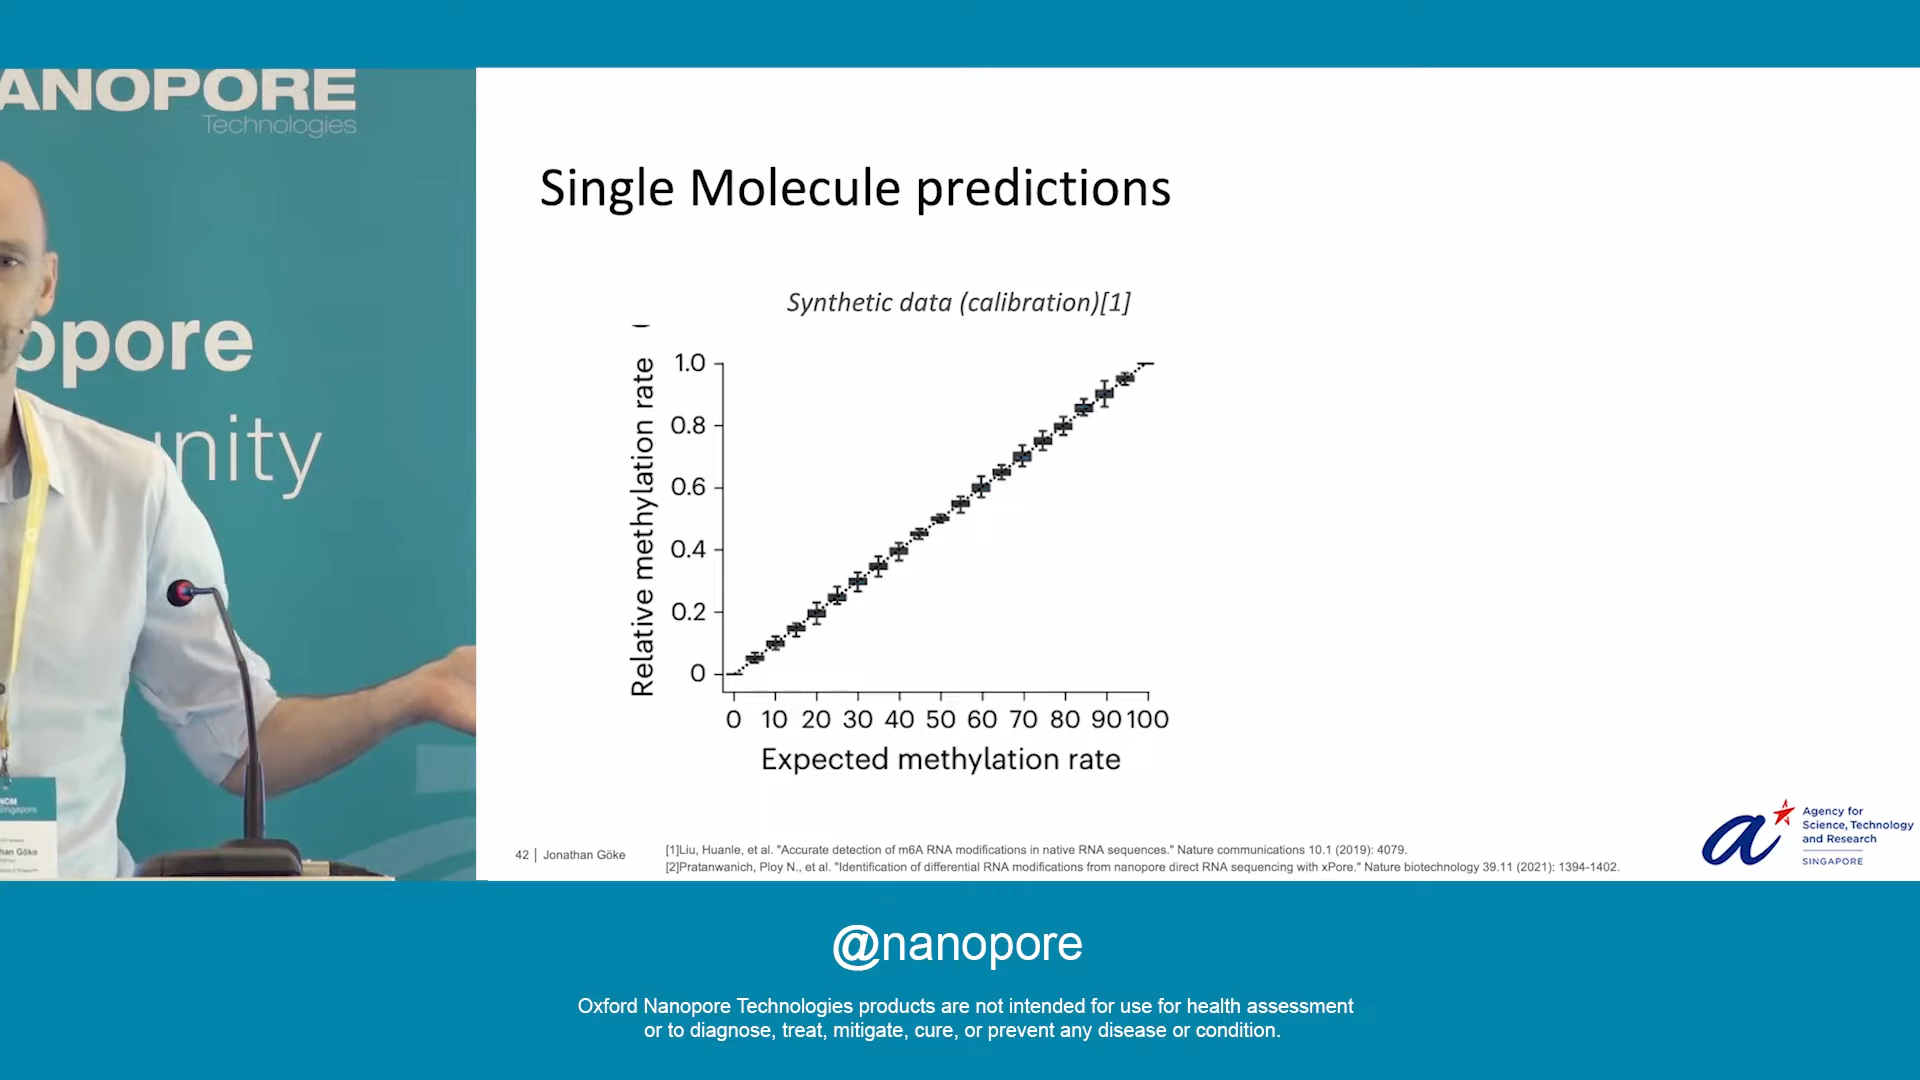 ANOPORE
Technologies
opore
unity
NCM
Singapore
han Göke
Single Molecule predictions
Synthetic data (calibration)[1]
Relative methylation rate
1.0
0.8
0.6
0.4
0.2
0
0 10 20 30 40 50 60 70 80 90 100
Expected methylation rate
42 | Jonathan Göke
[1]Liu, Huanle, et al. "Accurate detection of m6A RNA modifications in native RNA sequences." Nature communications 10.1 (2019): 4079.
[2]Pratanwanich, Ploy N., et al. "Identification of differential RNA modifications from nanopore direct RNA sequencing with xPore." Nature biotechnology 39.11 (2021): 1394-1402.
a
Agency for
Science, Technology
and Research
SINGAPORE
@nanopore
Oxford Nanopore Technologies products are not intended for use for health assessment
or to diagnose, treat, mitigate, cure, or prevent any disease or condition.